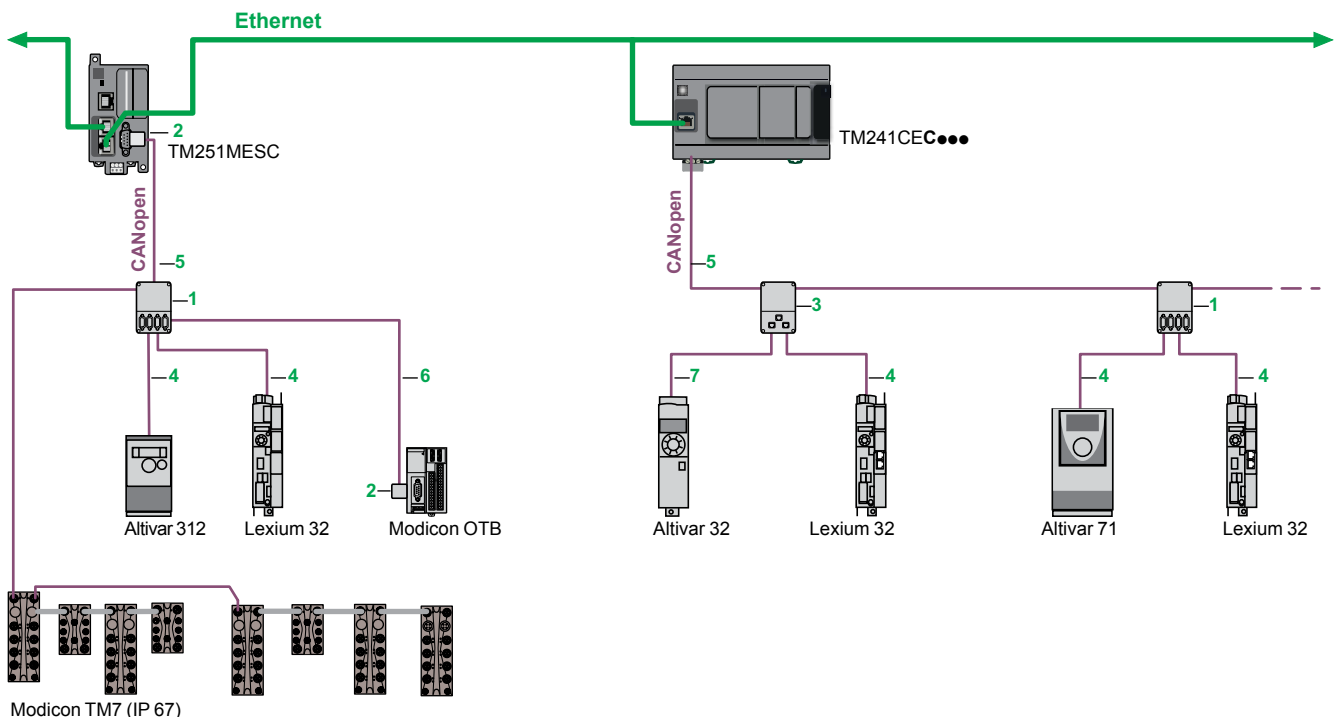 Ethernet
2
TM251MESC
TM241CEC●●●
CANopen
CANopen
5
5
1
3
1
4
4
6
7
4
4
4
2
Altivar 312
Lexium 32
Modicon OTB
Altivar 32
Lexium 32
Altivar 71
Lexium 32
Modicon TM7 (IP 67)